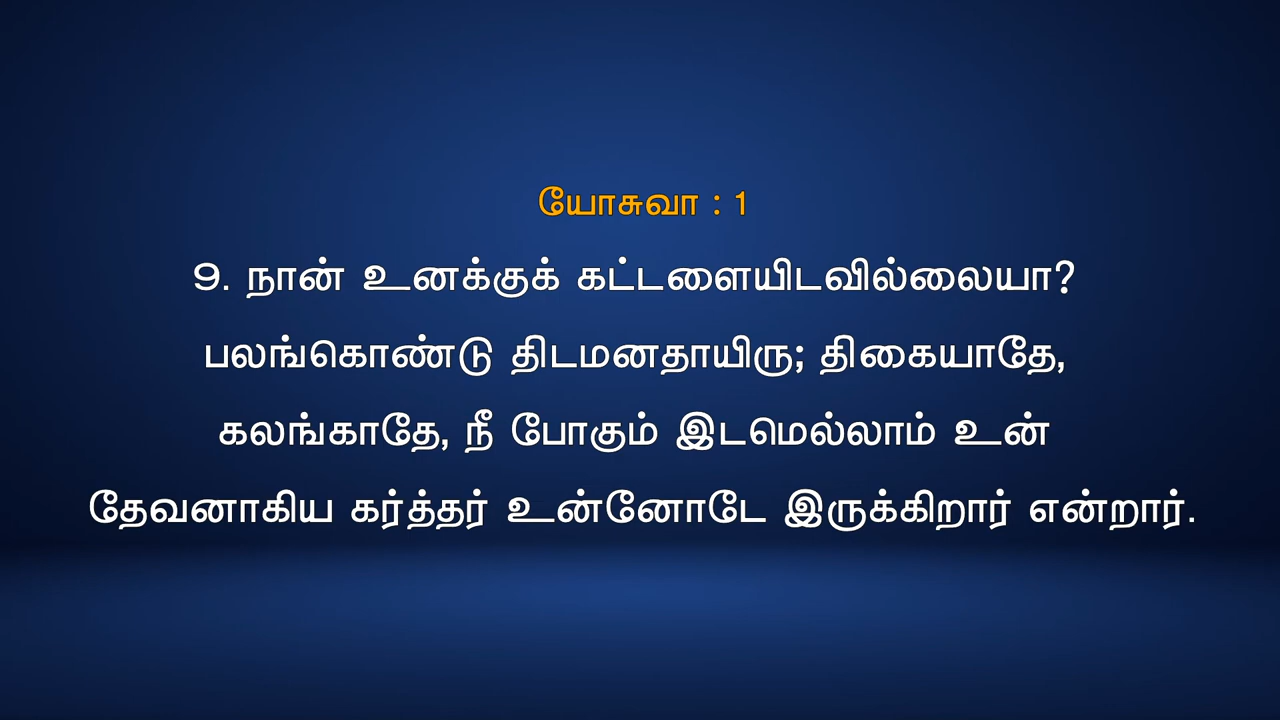 யோசுவா : 1
9. நான் உனக்குக் கட்டளையிடவில்லையா?
பலங்கொண்டு திடமனதாயிரு; திகையாதே,
கலங்காதே, நீ போகும் இடமெல்லாம் உன்
தேவனாகிய கர்த்தர் உன்னோடே இருக்கிறார் என்றார்.